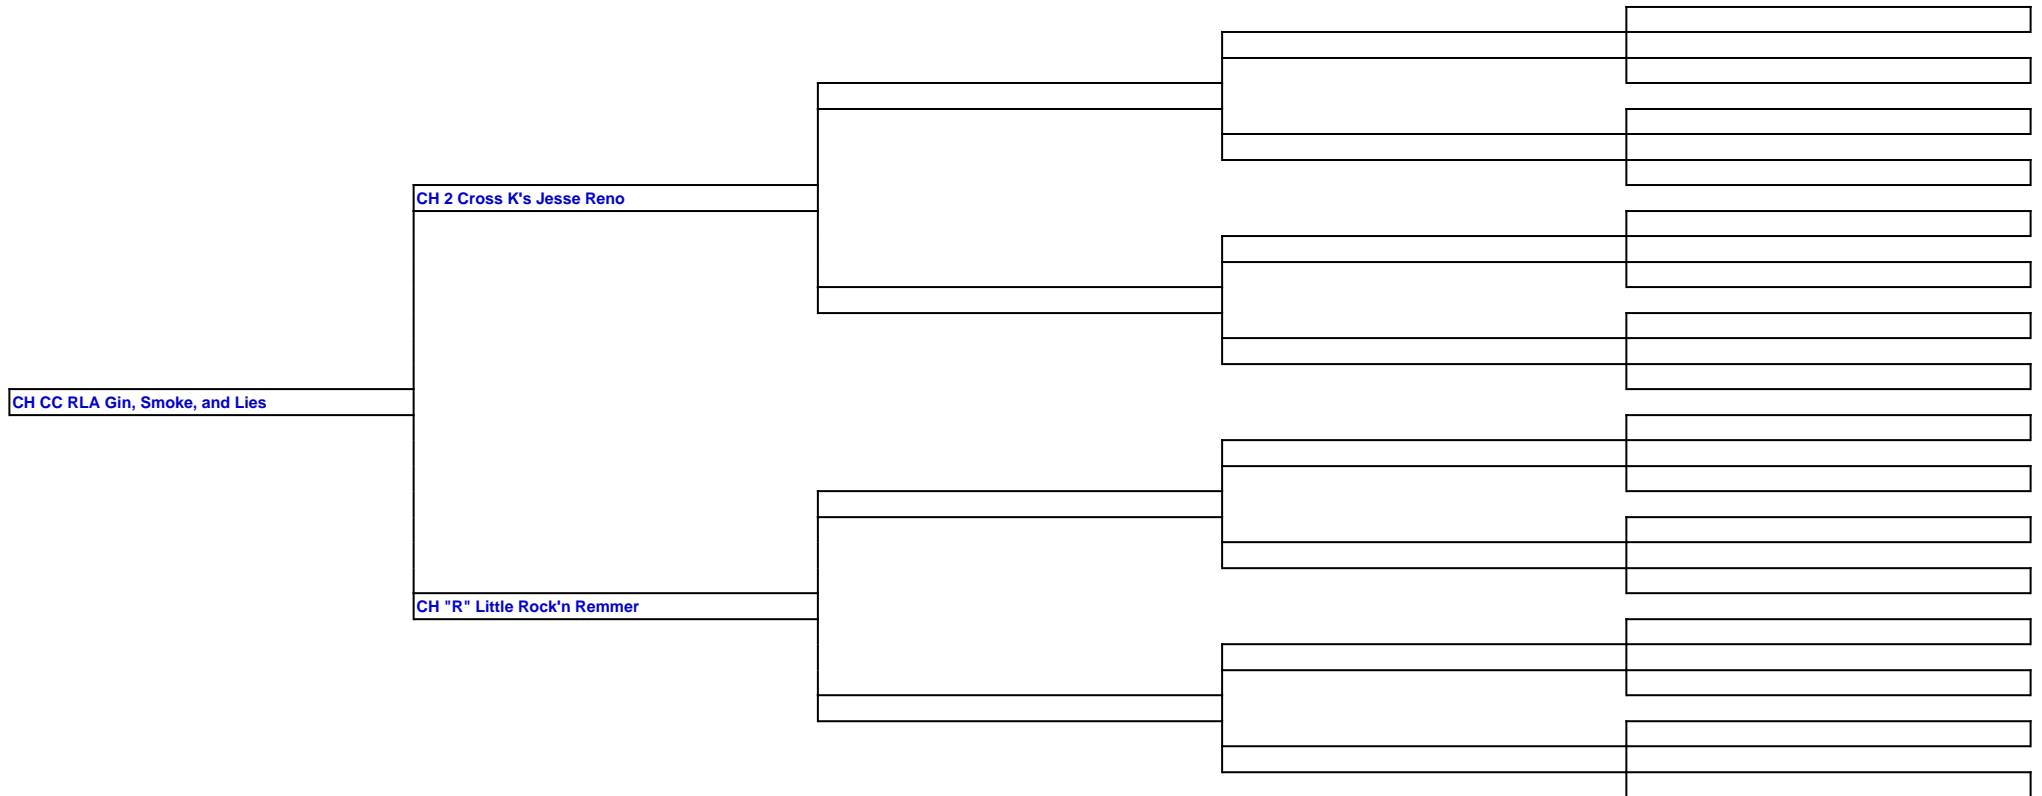 CH 2 Cross K's Jesse Reno
CH CC RLA Gin, Smoke, and Lies
CH "R" Little Rock'n Remmer